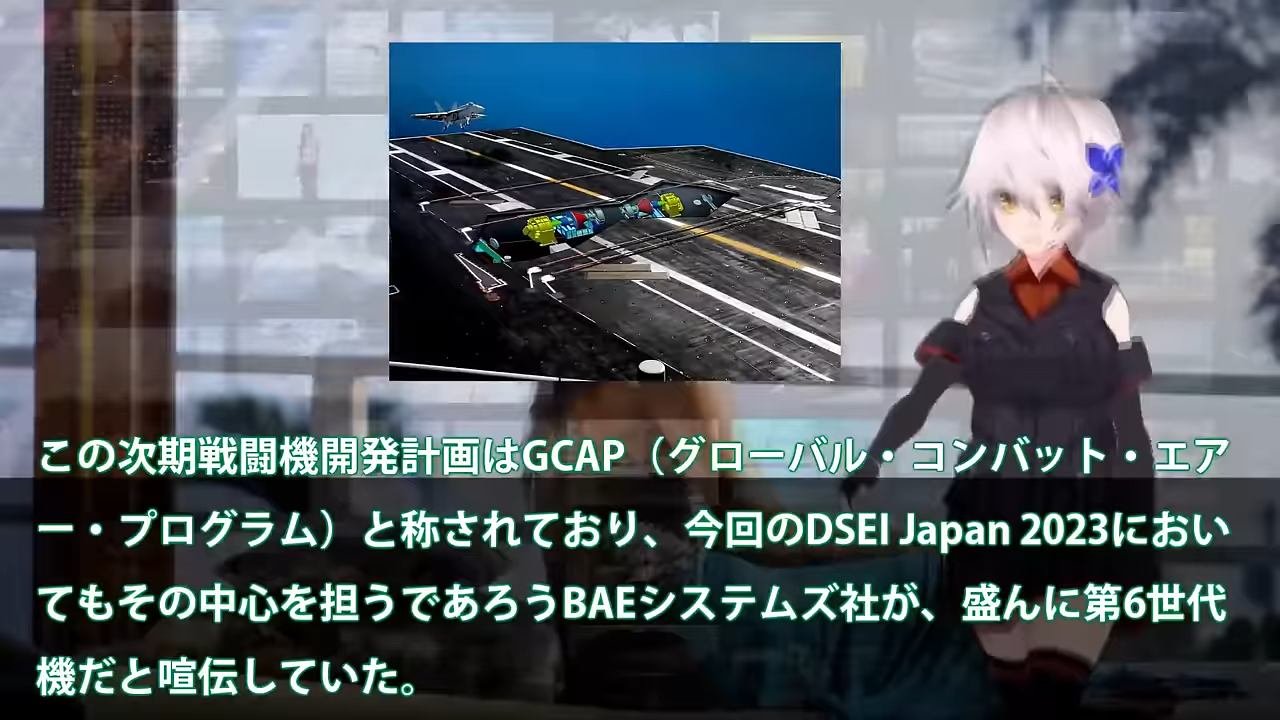 この次期戦闘機開発計画はGCAP（グローバル・コンバット・エア
ー・プログラム）と称されており、今回のDSEI Japan 2023におい
てもその中心を担うであろうBAEシステムズ社が、盛んに第6世代
機だと喧伝していた。